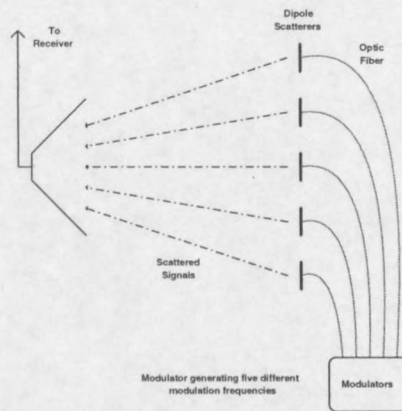 To
Receiver
Dipole
Scatterers
Optic
Fiber
Scattered
Signals
Modulator generating five different
modulation frequencies
Modulators